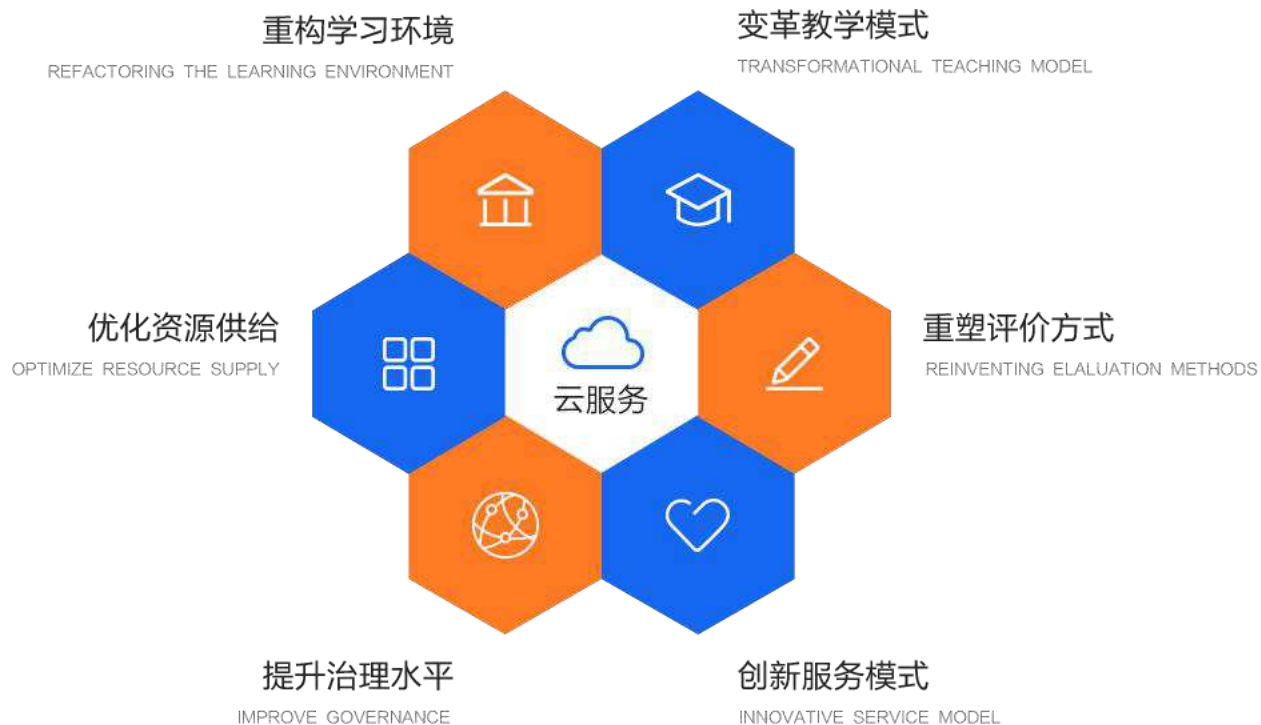 重构学习环境
REFACTORING THE LEARNING ENVIRONMENT
变革教学模式
TRANSFORMATIONAL TEACHING MODEL
优化资源供给
OPTIMIZE RESOURCE SUPPLY
云服务
重塑评价方式
REINVENTING ELALUATION METHODS
提升治理水平
IMPROVE GOVERNANCE
创新服务模式
INNOVATIVE SERVICE MODEL